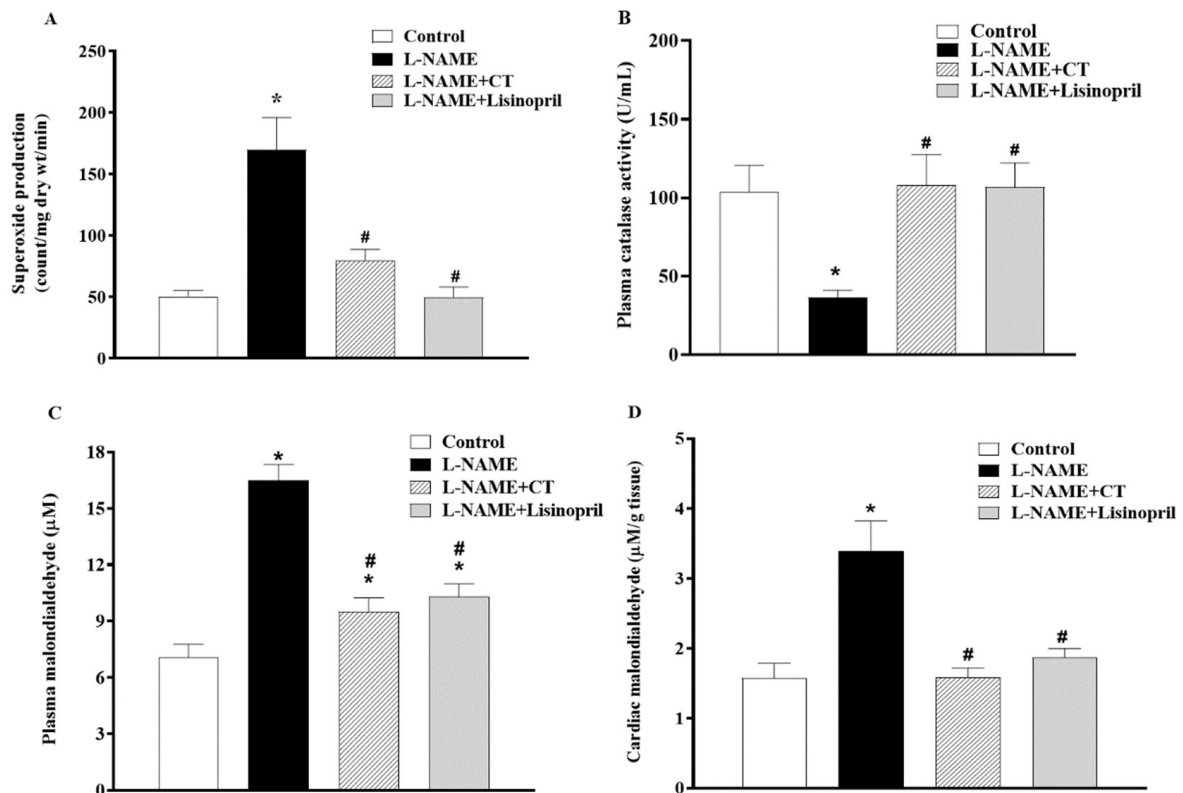 A
Control
L-NAME
L-NAME+CT
L-NAME+Lisinopril
Superoxide production
(count/mg dry wt/min)
250
200
150
100
50
0
*
#
#
B
Control
L-NAME
L-NAME+CT
L-NAME+Lisinopril
Plasma catalase activity (U/mL)
200
150
100
50
0
*
#
#
C
Control
L-NAME
L-NAME+CT
L-NAME+Lisinopril
Plasma malondialdehyde (μM)
18
15
12
9
6
3
0
*
#
*
#
*
D
Control
L-NAME
L-NAME+CT
L-NAME+Lisinopril
Cardiac malondialdehyde (μM/g tissue)
5
4
3
2
1
0
*
#
#